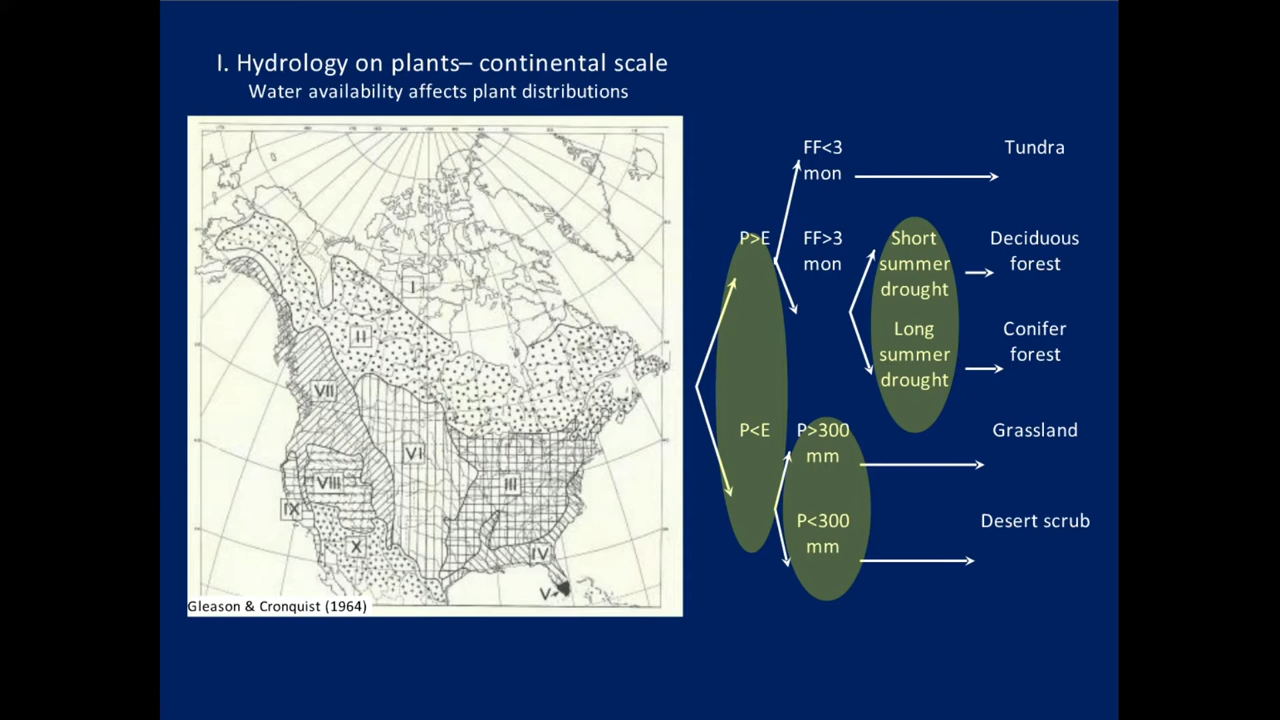 I. Hydrology on plants– continental scale
Water availability affects plant distributions
I
II
VII
VI
VIII
III
IX
X
IV
V
Gleason & Cronquist (1964)
FF<3
mon
Tundra
P>E
FF>3
mon
Short
summer
drought
Deciduous
forest
Long
summer
drought
Conifer
forest
P<E
P>300
mm
Grassland
P<300
mm
Desert scrub